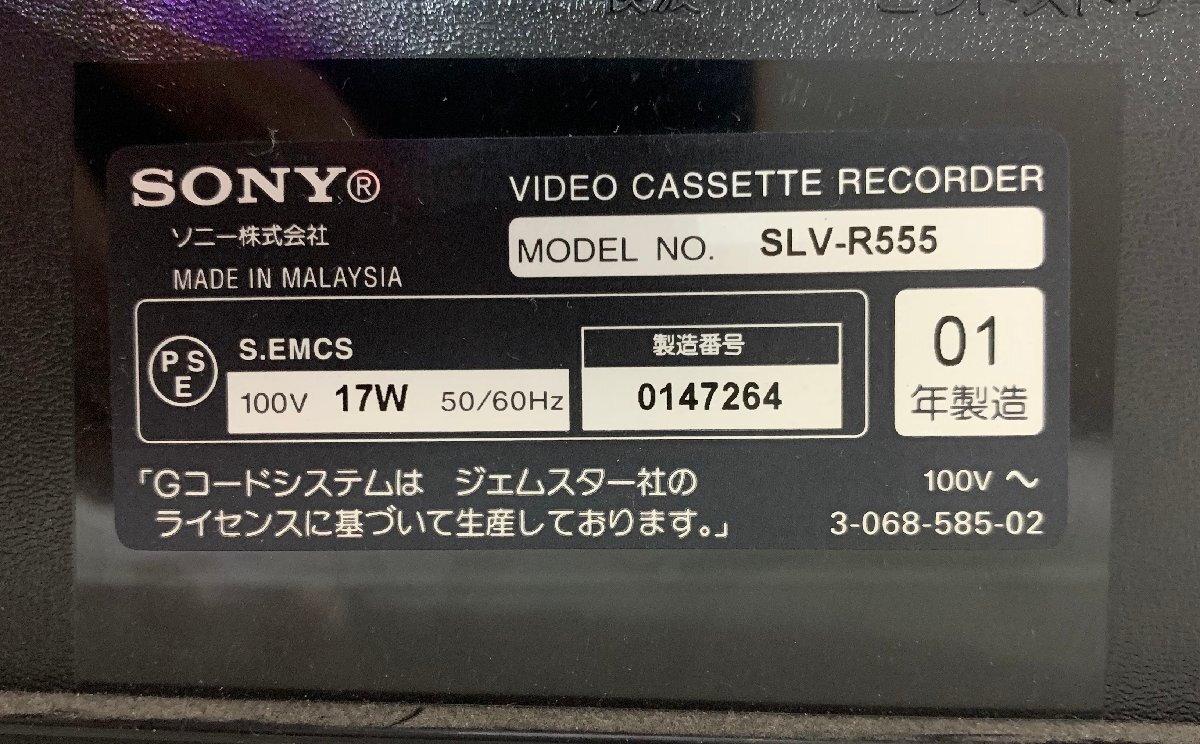 SONY®
VIDEO CASSETTE RECORDER
ソニー株式会社
MODEL NO. SLV-R555
MADE IN MALAYSIA
PSE
S.EMCS
100V 17W 50/60Hz
製造番号
0147264
01
年製造
「Gコードシステムは ジェムスター社の
ライセンスに基づいて生産しております。」
100V ～
3-068-585-02